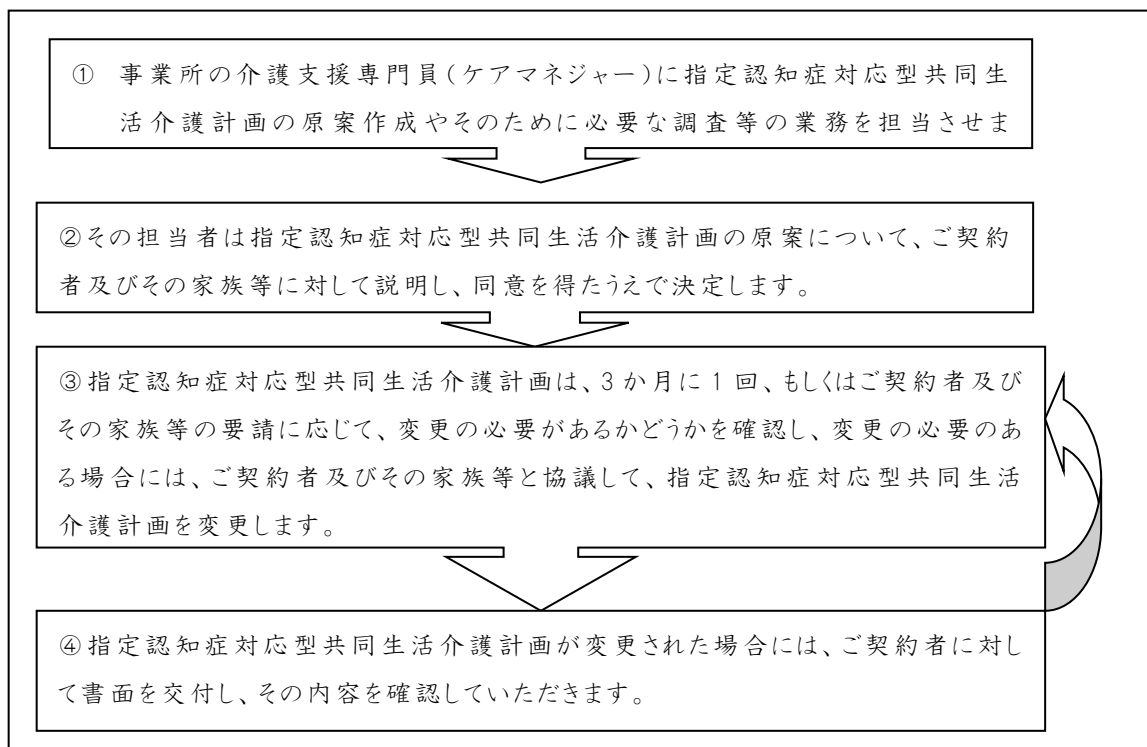 ① 事業所の介護支援専門員(ケアマネジャー)に指定認知症対応型共同生
活介護計画の原案作成やそのために必要な調査等の業務を担当させま
②その担当者は指定認知症対応型共同生活介護計画の原案について、ご契約
者及びその家族等に対して説明し、同意を得たうえで決定します。
③指定認知症対応型共同生活介護計画は、3か月に1回、もしくはご契約者及び
その家族等の要請に応じて、変更の必要があるかどうかを確認し、変更の必要のあ
る場合には、ご契約者及びその家族等と協議して、指定認知症対応型共同生活
介護計画を変更します。
④指定認知症対応型共同生活介護計画が変更された場合には、ご契約者に対し
て書面を交付し、その内容を確認していただきます。